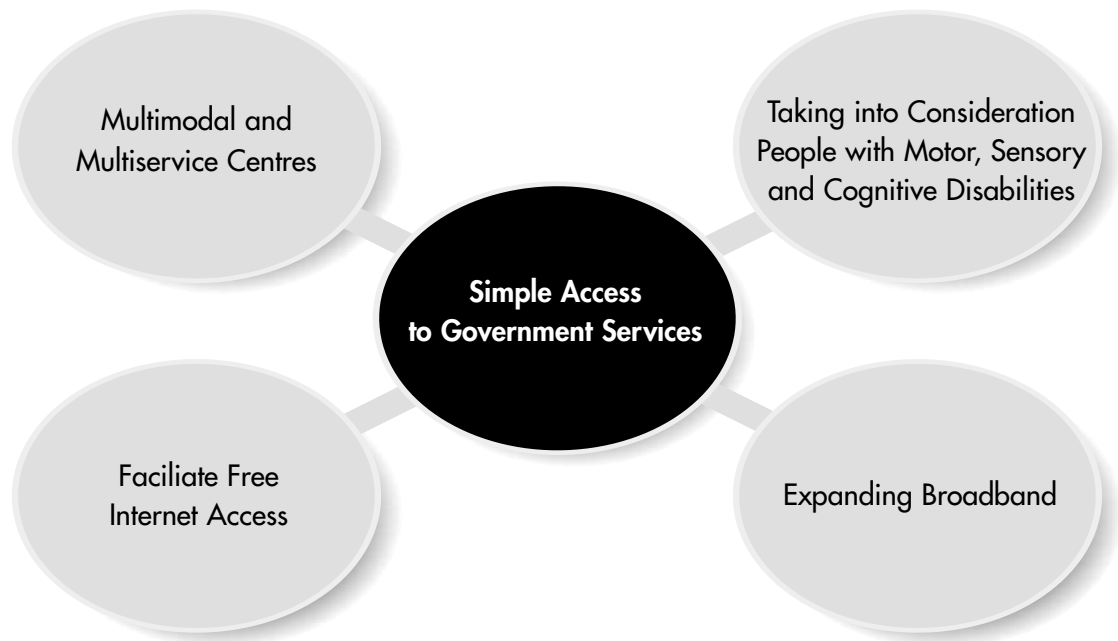 Multimodal and
Multiservice Centres
Taking into Consideration
People with Motor, Sensory
and Cognitive Disabilities
Simple Access
to Government Services
Faciliate Free
Internet Access
Expanding Broadband